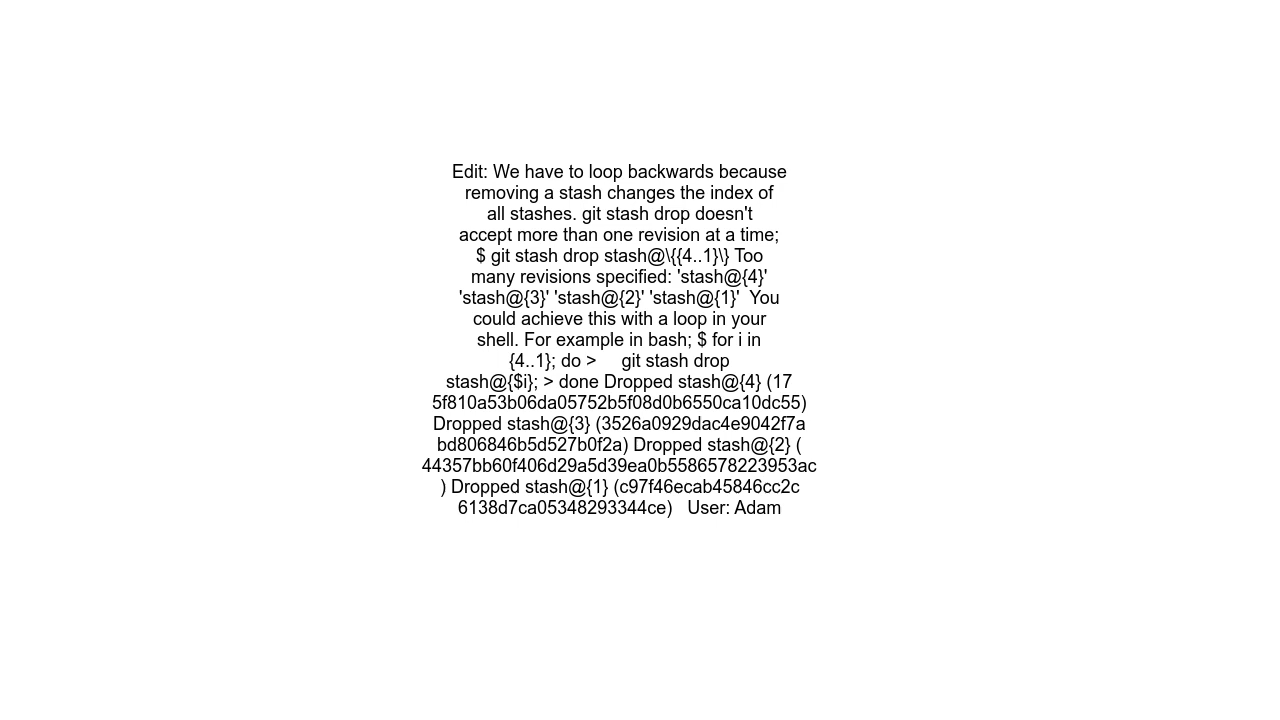 Edit: We have to loop backwards because
removing a stash changes the index of
all stashes. git stash drop doesn't
accept more than one revision at a time;
$ git stash drop stash@\{{4..1}\} Too
many revisions specified: 'stash@{4}'
'stash@{3}' 'stash@{2}' 'stash@{1}'  You
could achieve this with a loop in your
shell. For example in bash; $ for i in
{4..1}; do >     git stash drop
stash@{$i}; > done Dropped stash@{4} (17
5f810a53b06da05752b5f08d0b6550ca10dc55)
Dropped stash@{3} (3526a0929dac4e9042f7a
bd806846b5d527b0f2a) Dropped stash@{2} (
44357bb60f406d29a5d39ea0b5586578223953ac
) Dropped stash@{1} (c97f46ecab45846cc2c
6138d7ca05348293344ce)   User: Adam